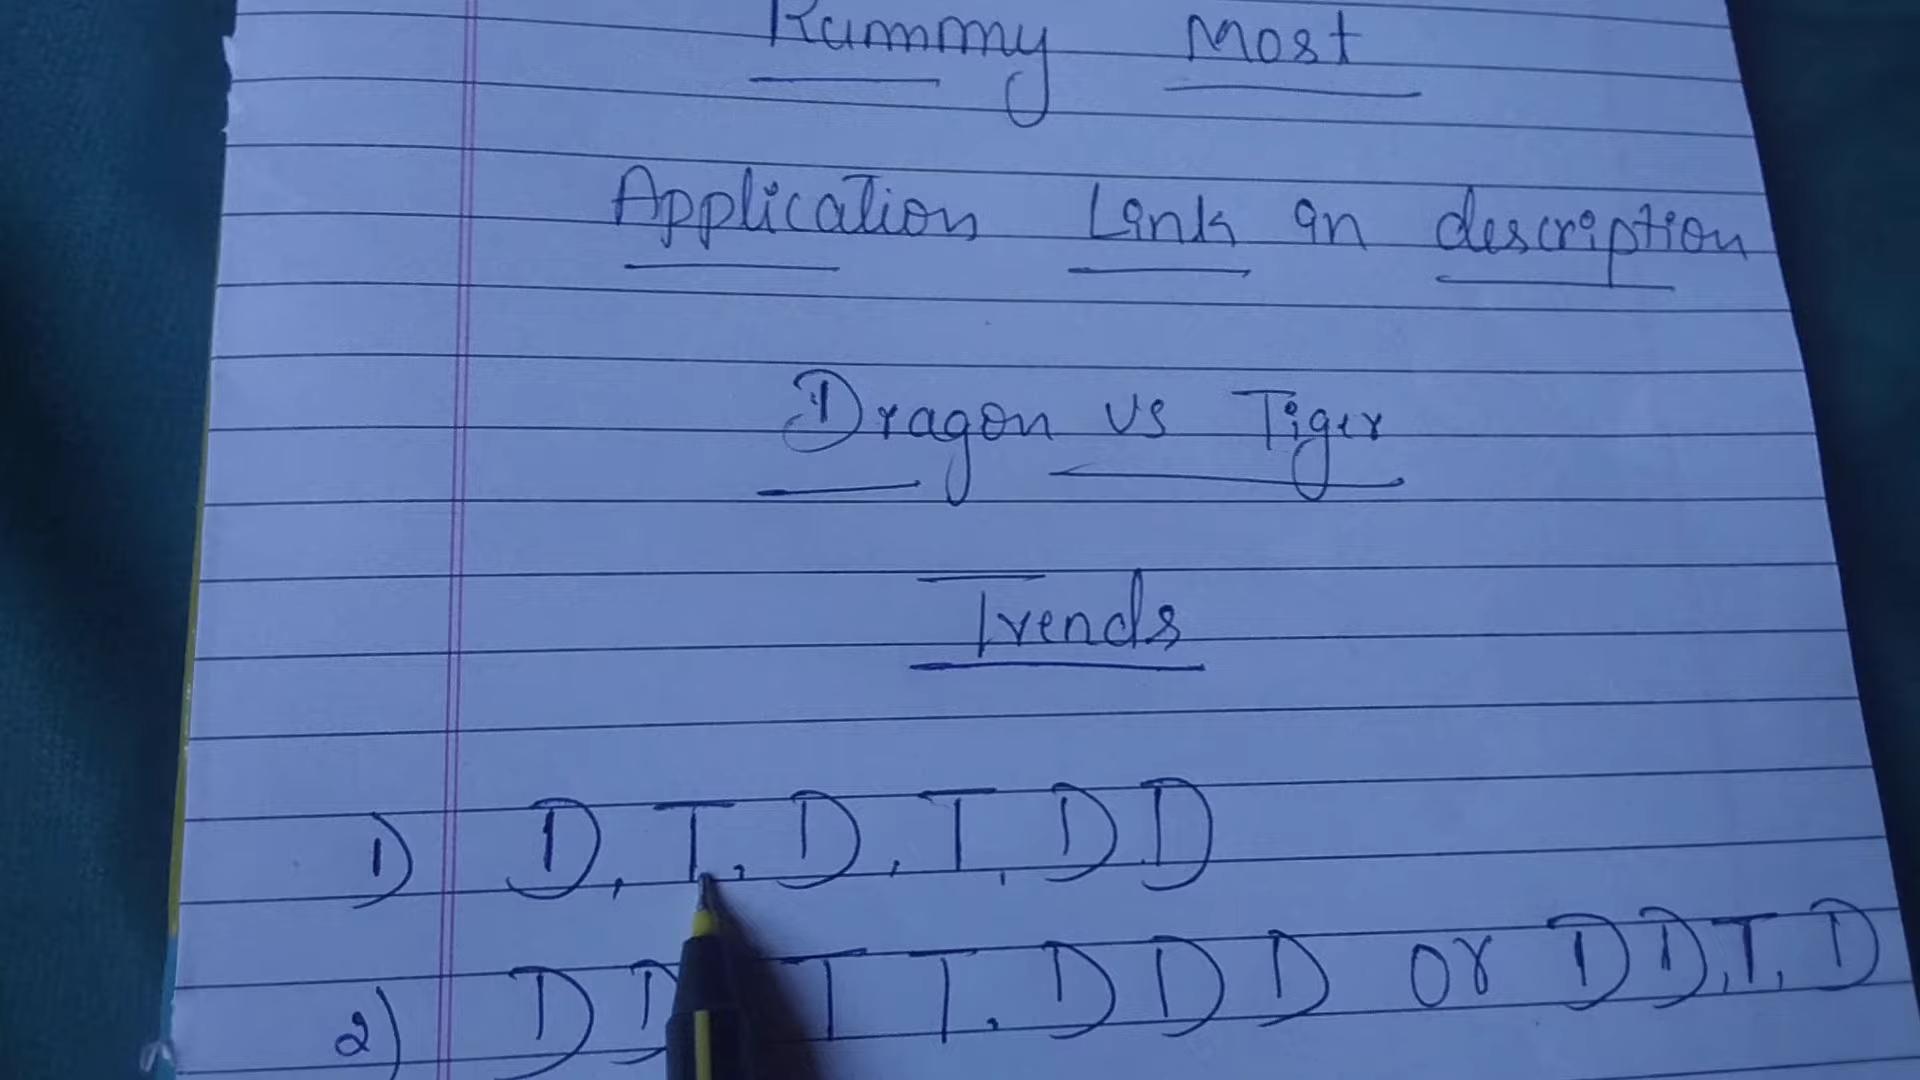 Rummy Most
Application Link in description
Dragon vs Tiger
Trends
1) D, T, D, T, D D
2) D D T T, D D D or D D, T, D